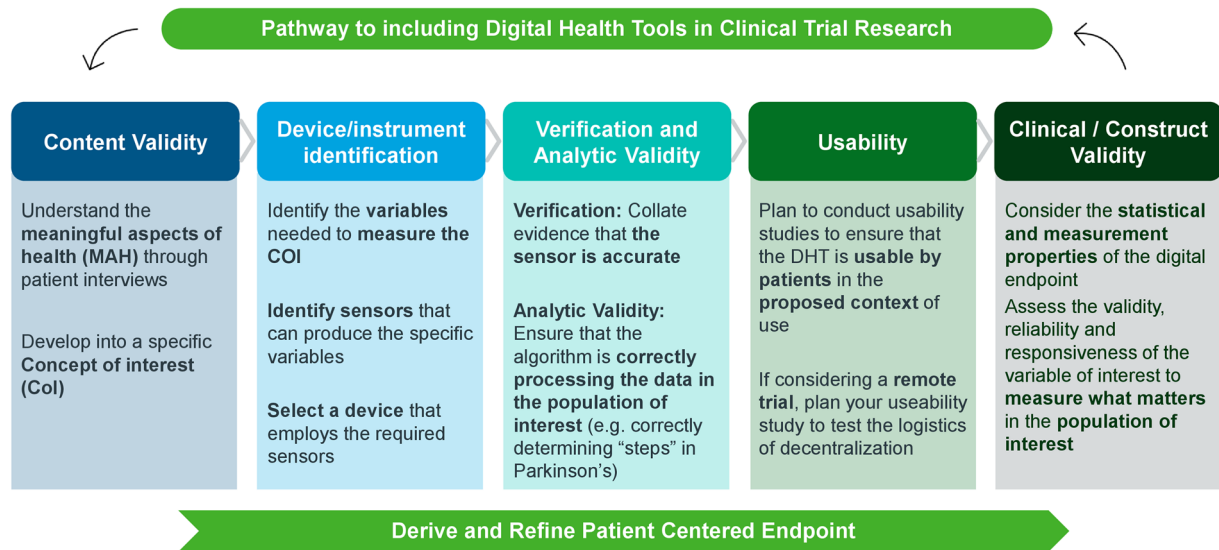 Pathway to including Digital Health Tools in Clinical Trial Research
Content Validity
Understand the
meaningful aspects of
health (MAH) through
patient interviews
Develop into a specific
Concept of interest
(CoI)
Device/instrument
identification
Identify the variables
needed to measure the
COI
Identify sensors that
can produce the specific
variables
Select a device that
employs the required
sensors
Verification and
Analytic Validity
Verification: Collate
evidence that the
sensor is accurate
Analytic Validity:
Ensure that the
algorithm is correctly
processing the data in
the population of
interest (e.g. correctly
determining “steps” in
Parkinson’s)
Usability
Plan to conduct usability
studies to ensure that
the DHT is usable by
patients in the
proposed context of
use
If considering a remote
trial, plan your useability
study to test the logistics
of decentralization
Clinical / Construct
Validity
Consider the statistical
and measurement
properties of the digital
endpoint
Assess the validity,
reliability and
responsiveness of the
variable of interest to
measure what matters
in the population of
interest
Derive and Refine Patient Centered Endpoint